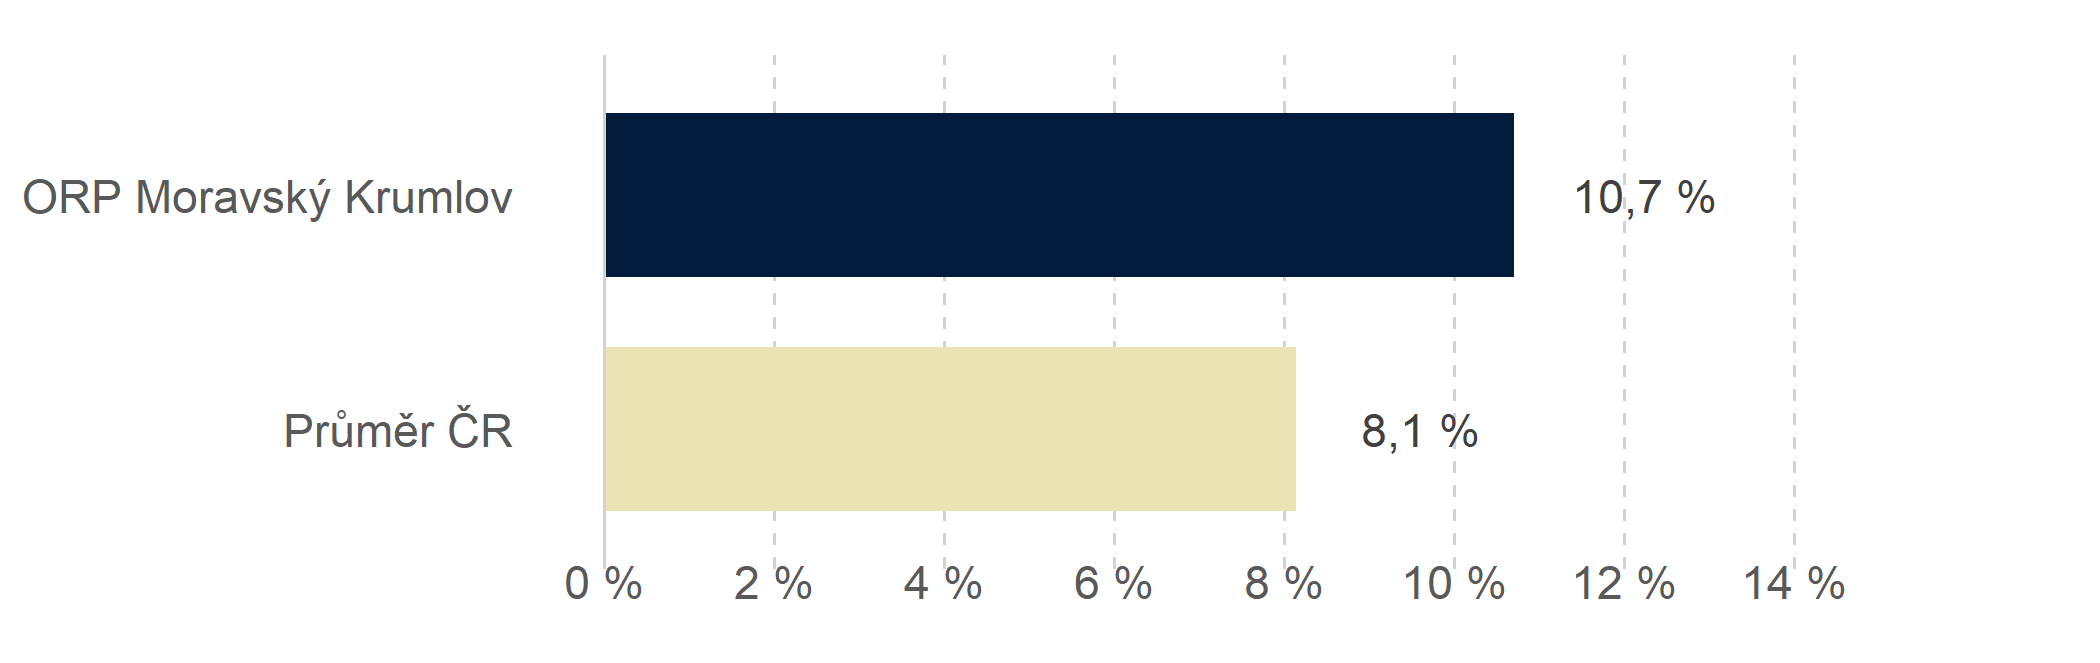 ORP Moravský Krumlov
10,7 %
Průměr ČR
8,1 %
0 % 2 % 4 % 6 % 8 % 10 % 12 % 14 %